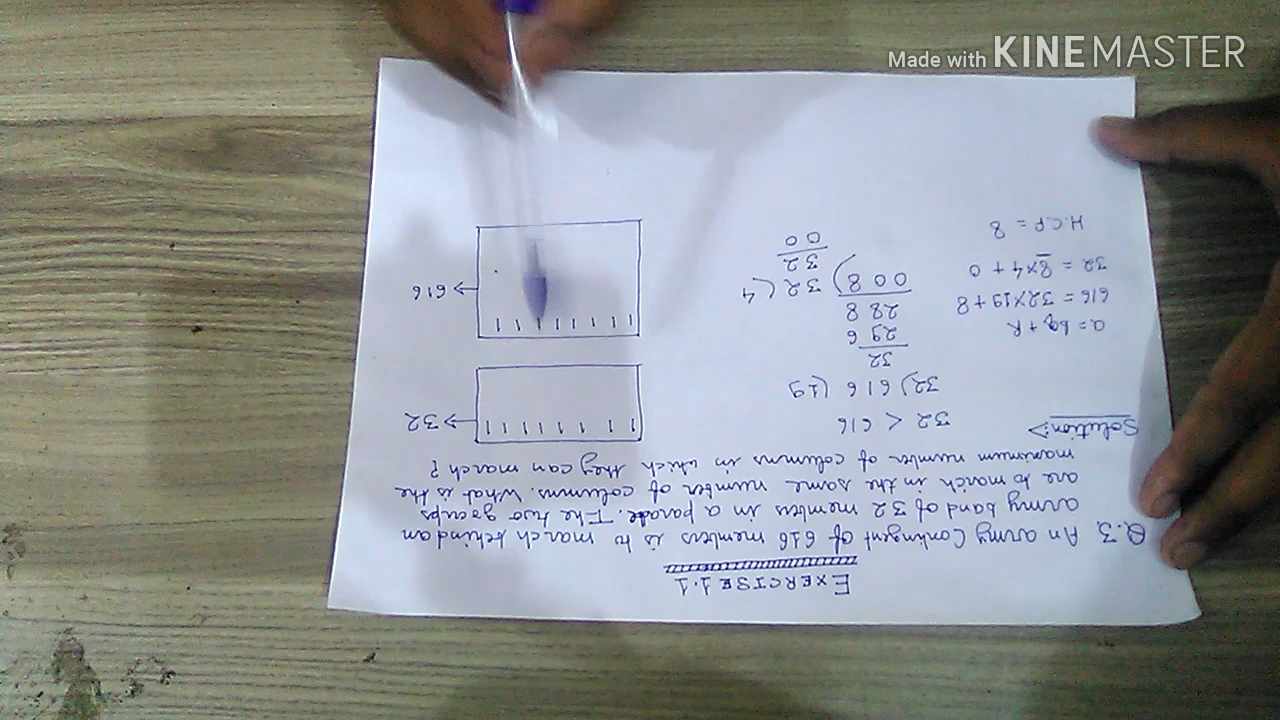 Made with KINEMASTER
EXERCISE 1.1
Q.3 An army Contingent of 616 members is to march behind an
army band of 32 members in a parade. The two groups
are to march in the same number of columns. What is the
maximum number of columns in which they can march?
Solution:>
32 < 616
32) 616 (19
32
296
288
008) 32 (4
32
00
a = bq + R
616 = 32×19+8
32 = 8×4+0
H.C.F = 8
→32
→616